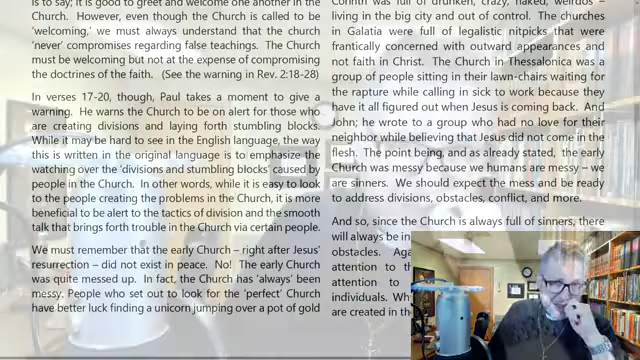 is to say; it is good to greet and welcome one another in the
Church. However, even though the Church is called to be
'welcoming,' we must always understand that the church
'never' compromises regarding false teachings. The Church
must be welcoming but not at the expense of compromising
the doctrines of the faith. (See the warning in Rev. 2:18-28)
In verses 17-20, though, Paul takes a moment to give a
warning. He warns the Church to be on alert for those who
are creating divisions and laying forth stumbling blocks.
While it may be hard to see in the English language, the way
this is written in the original language is to emphasize the
watching over the 'divisions and stumbling blocks' caused by
people in the Church. In other words, while it is easy to look
to the people creating the problems in the Church, it is more
beneficial to be alert to the tactics of division and the smooth
talk that brings forth trouble in the Church via certain people.
We must remember that the early Church – right after Jesus'
resurrection – did not exist in peace. No! The early Church
was quite messed up. In fact, the Church has 'always' been
messy. People who set out to look for the 'perfect' Church
have better luck finding a unicorn jumping over a pot of gold
Corinth was full of drunken, crazy, naked, weirdos –
living in the big city and out of control. The churches
in Galatia were full of legalistic nitpicks that were
frantically concerned with outward appearances and
not faith in Christ. The Church in Thessalonica was a
group of people sitting in their lawn-chairs waiting for
the rapture while calling in sick to work because they
have it all figured out when Jesus is coming back. And
John; he wrote to a group who had no love for their
neighbor while believing that Jesus did not come in the
flesh. The point being, and as already stated, the early
Church was messy because we humans are messy – we
are sinners. We should expect the mess and be ready
to address divisions, obstacles, conflict, and more.
And so, since the Church is always full of sinners, there
will always be in
obstacles.
attention to
attention to
individuals.
are created in